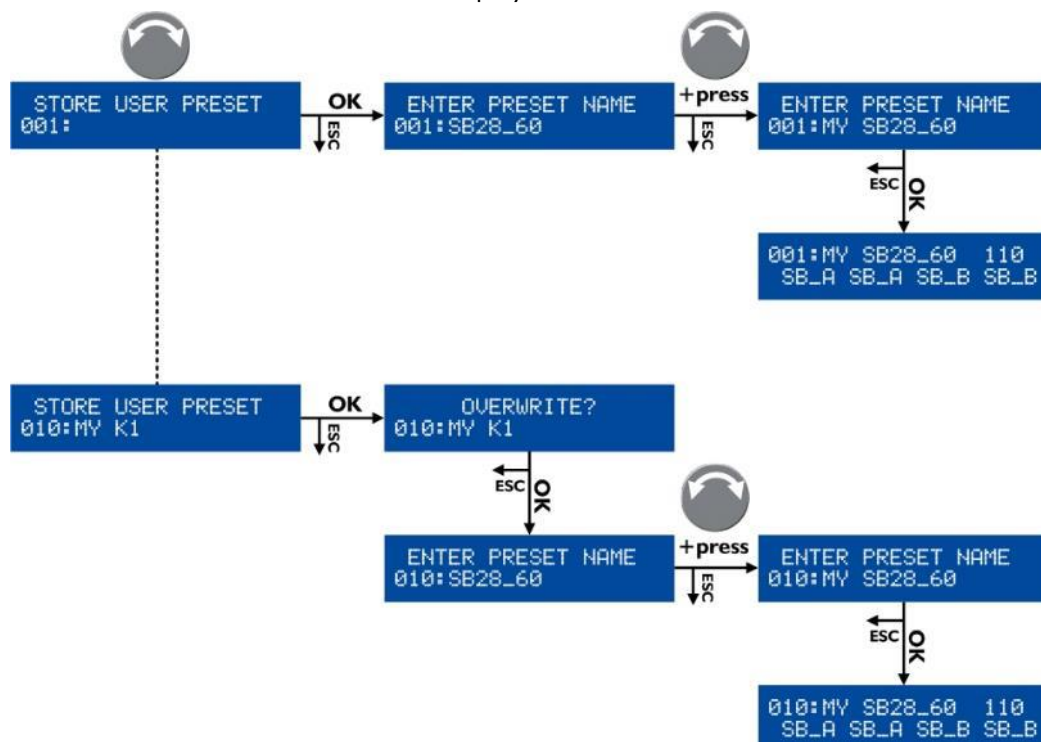 STORE USER PRESET
001:
OK
ESC
ENTER PRESET NAME
001:SB28_60
+press
ESC
ENTER PRESET NAME
001:MY SB28_60
ESC
OK
001:MY SB28_60 110
SB_A SB_A SB_B SB_B
STORE USER PRESET
010:MY K1
OK
ESC
OVERWRITE?
010:MY K1
ESC
OK
ENTER PRESET NAME
010:SB28_60
+press
ESC
ENTER PRESET NAME
010:MY SB28_60
ESC
OK
010:MY SB28_60 110
SB_A SB_A SB_B SB_B